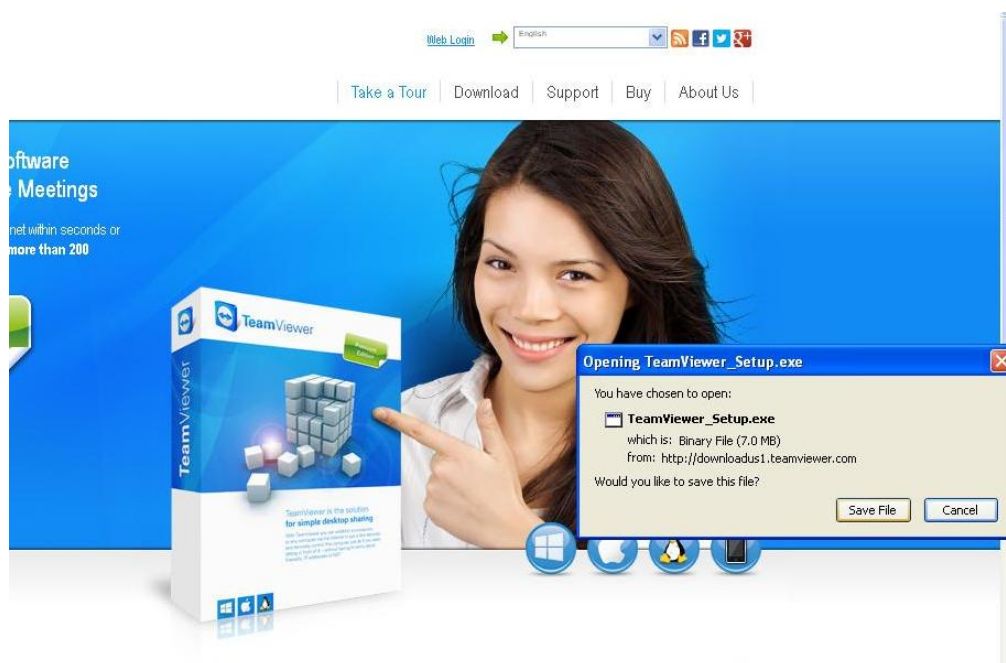 Web Login
English
Take a Tour
Download
Support
Buy
About Us
oftware
e Meetings
net within seconds or
more than 200
TeamViewer
Premium
Edition
TeamViewer
TeamViewer is the solution
for simple desktop sharing
Opening TeamViewer_Setup.exe
You have chosen to open:
TeamViewer_Setup.exe
which is: Binary File (7.0 MB)
from: http://downloadus1.teamviewer.com
Would you like to save this file?
Save File
Cancel